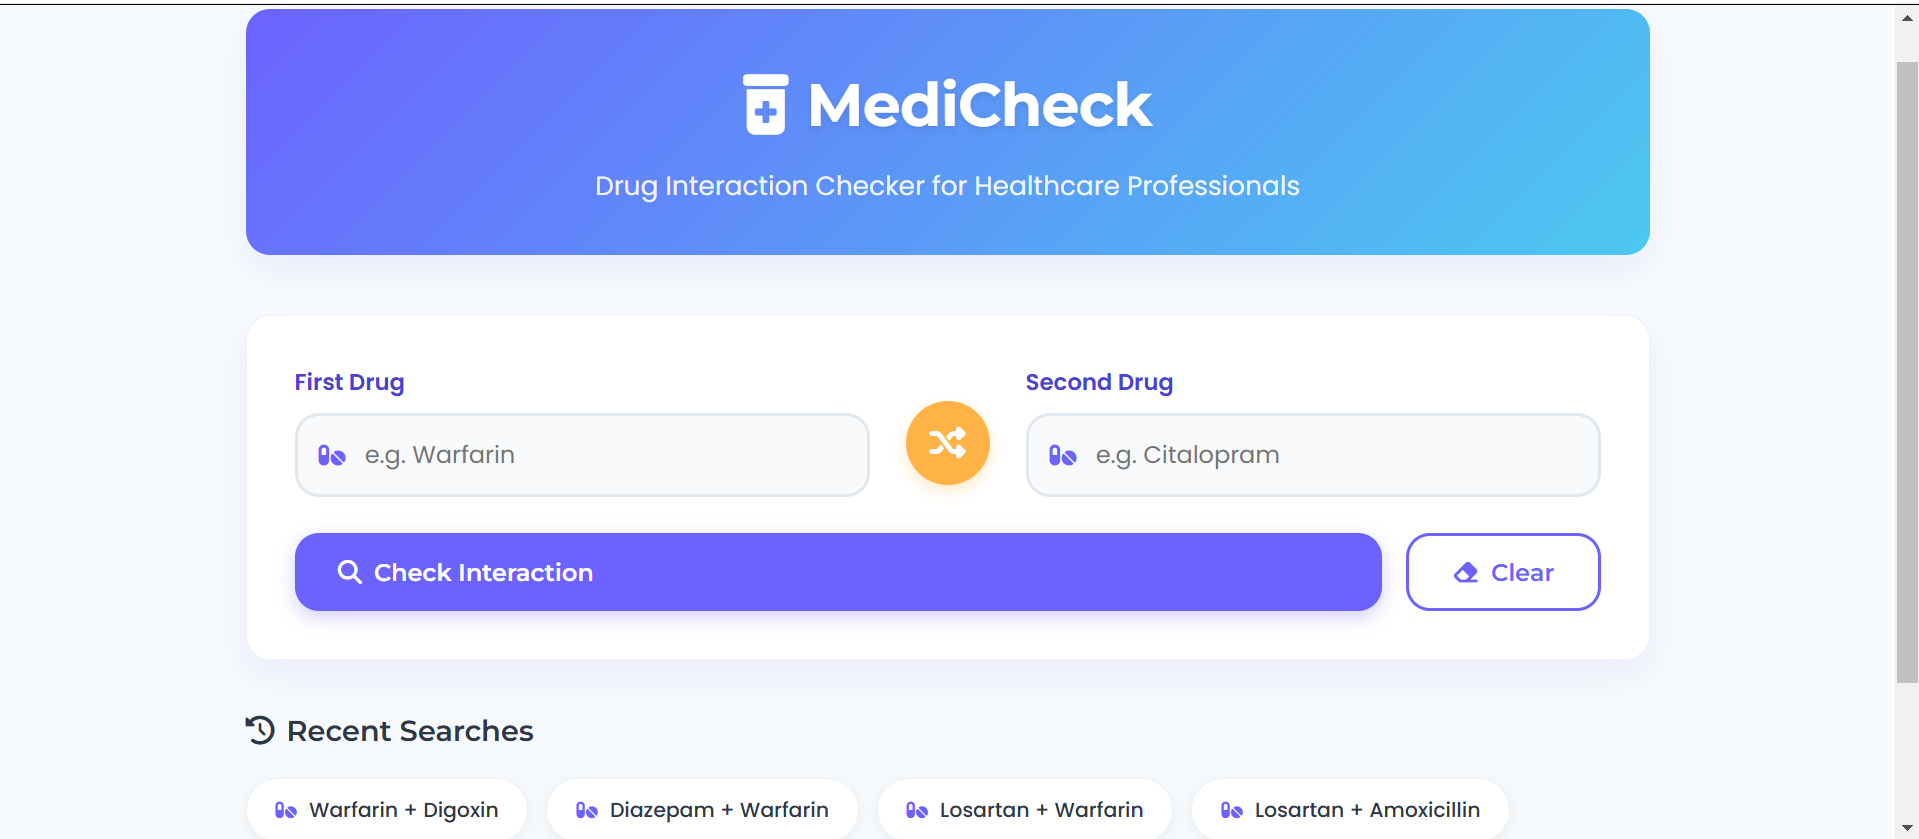 MediCheck
Drug Interaction Checker for Healthcare Professionals
First Drug
Second Drug
e.g. Warfarin
e.g. Citalopram
Check Interaction
Clear
Recent Searches
Warfarin + Digoxin
Diazepam + Warfarin
Losartan + Warfarin
Losartan + Amoxicillin